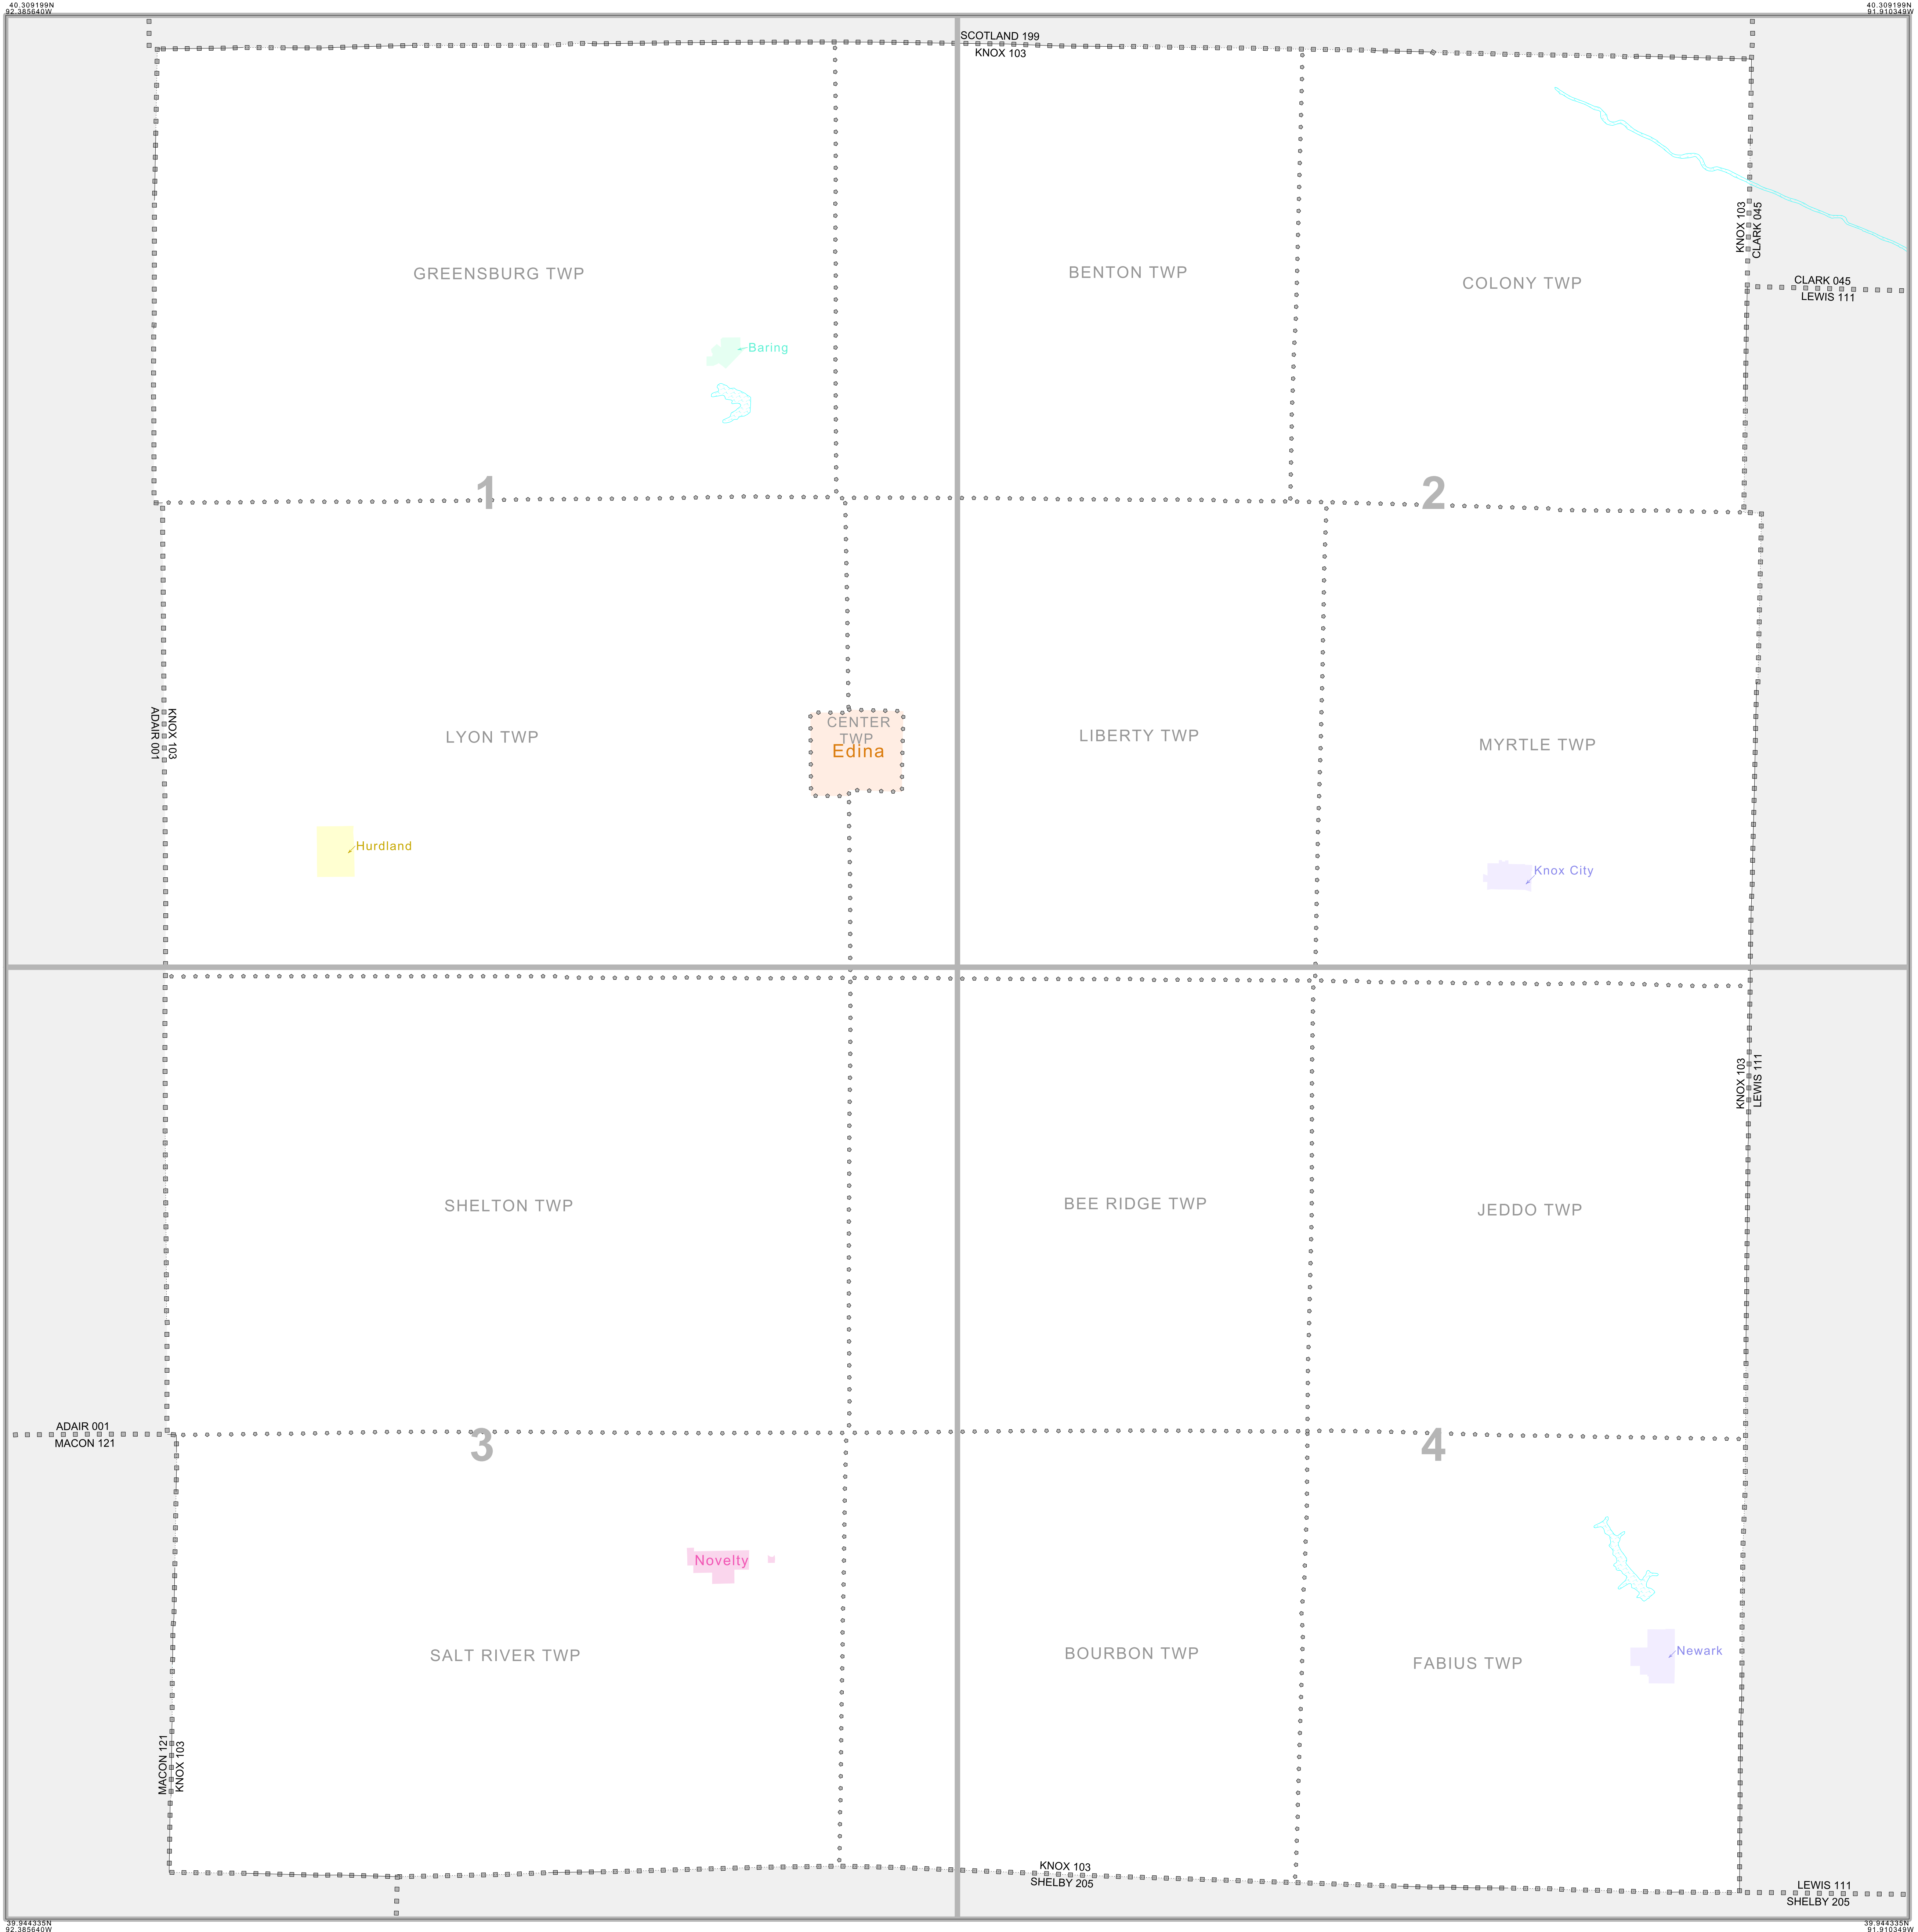 40.309199N
92.385640W
40.309199N
91.910349W
SCOTLAND 199
KNOX 103
KNOX 103
CLARK 045
GREENSBURG TWP
BENTON TWP
COLONY TWP
CLARK 045
LEWIS 111
Baring
1
2
ADAIR 001
KNOX 103
LYON TWP
CENTER
TWP
Edina
LIBERTY TWP
MYRTLE TWP
Hurdland
Knox City
KNOX 103
LEWIS 111
SHELTON TWP
BEE RIDGE TWP
JEDDO TWP
ADAIR 001
MACON 121
3
4
Novelty
SALT RIVER TWP
BOURBON TWP
FABIUS TWP
Newark
MACON 121
KNOX 103
KNOX 103
SHELBY 205
LEWIS 111
SHELBY 205
39.944335N
92.385640W
39.944335N
91.910349W